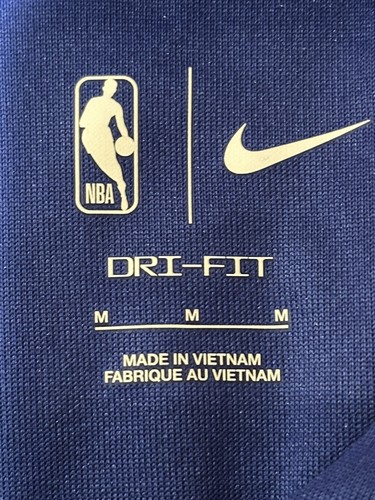 NBA
DRI-FIT
M M M
MADE IN VIETNAM
FABRIQUE AU VIETNAM